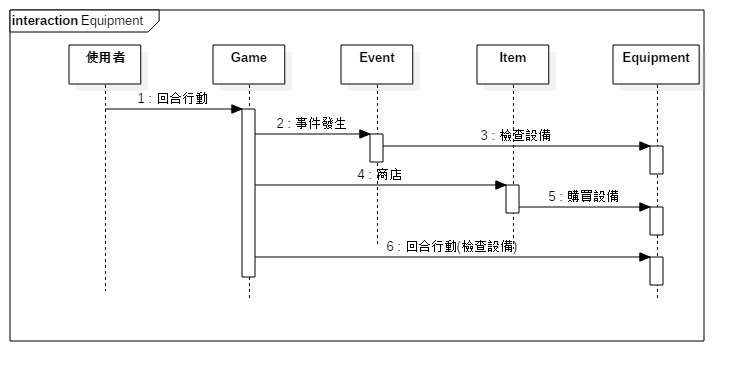 interaction Equipment
使用者
Game
Event
Item
Equipment
1 : 回合行動
2 : 事件發生
3 : 檢查設備
4 : 商店
5 : 購買設備
6 : 回合行動(檢查設備)